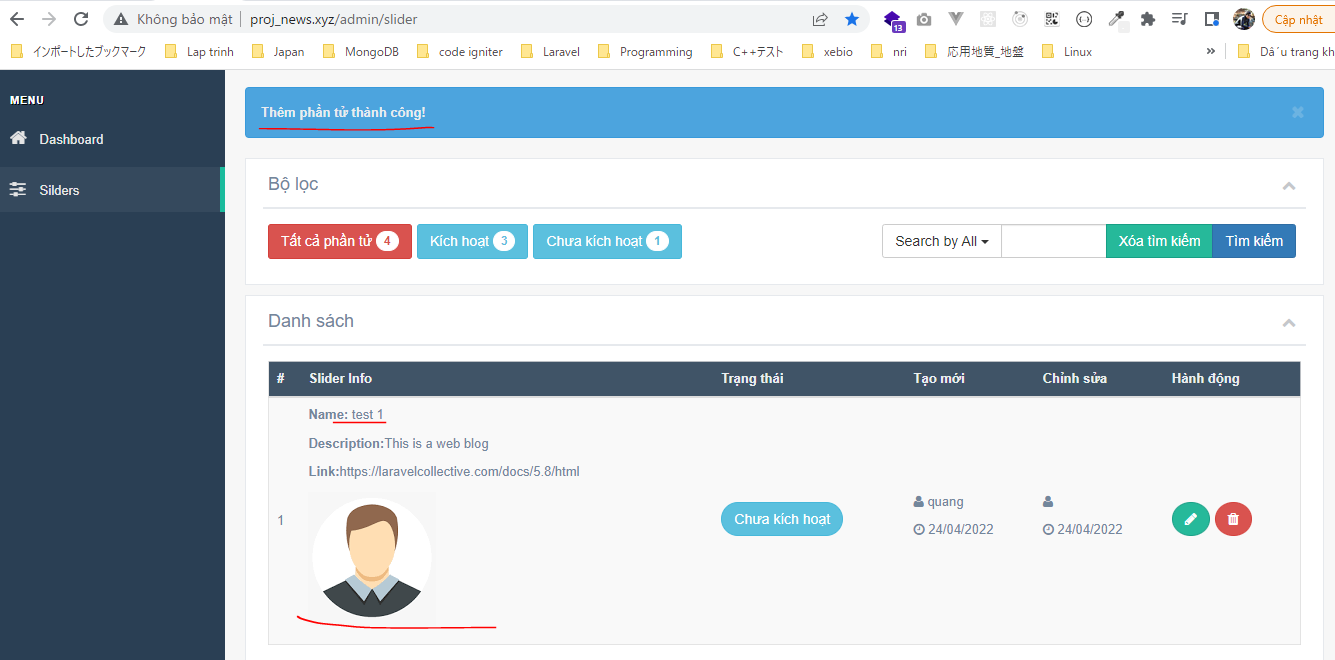 Không bảo mật | proj_news.xyz/admin/slider
13
Cập nhật
インポートしたブックマーク Lap trinh Japan MongoDB code igniter Laravel Programming C++テスト xebio nri 応用地質_地盤 Linux » Dấu trang kh
MENU
Dashboard
Silders
Thêm phần tử thành công!
×
Bộ lọc
Tất cả phần tử 4 Kích hoạt 3 Chưa kích hoạt 1 Search by All Xóa tìm kiếm Tìm kiếm
Danh sách
# Slider Info Trạng thái Tạo mới Chỉnh sửa Hành động
Name: test 1
Description:This is a web blog
Link:https://laravelcollective.com/docs/5.8/html
1 Chưa kích hoạt
quang
24/04/2022 24/04/2022